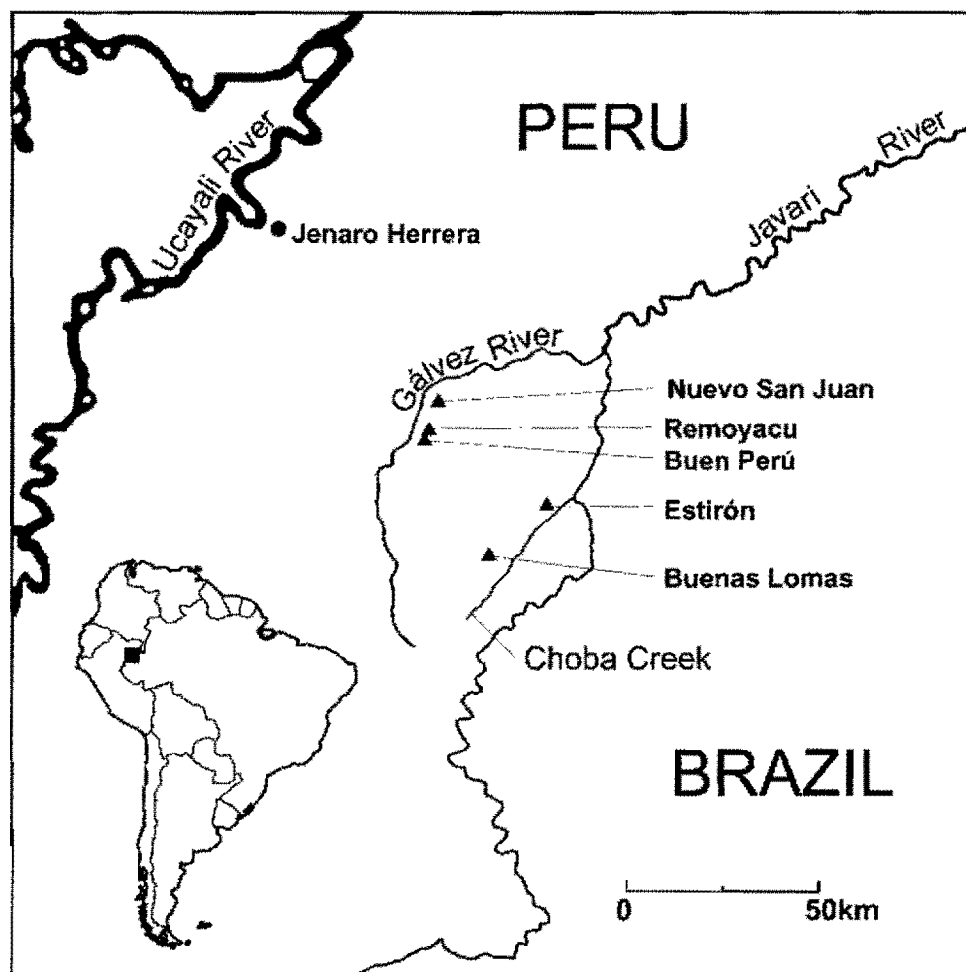 PERU
Ucayali River
Javari River
Jenaro Herrera
Gálvez River
Nuevo San Juan
Remoyacu
Buen Perú
Estirón
Buenas Lomas
Choba Creek
BRAZIL
0 50km